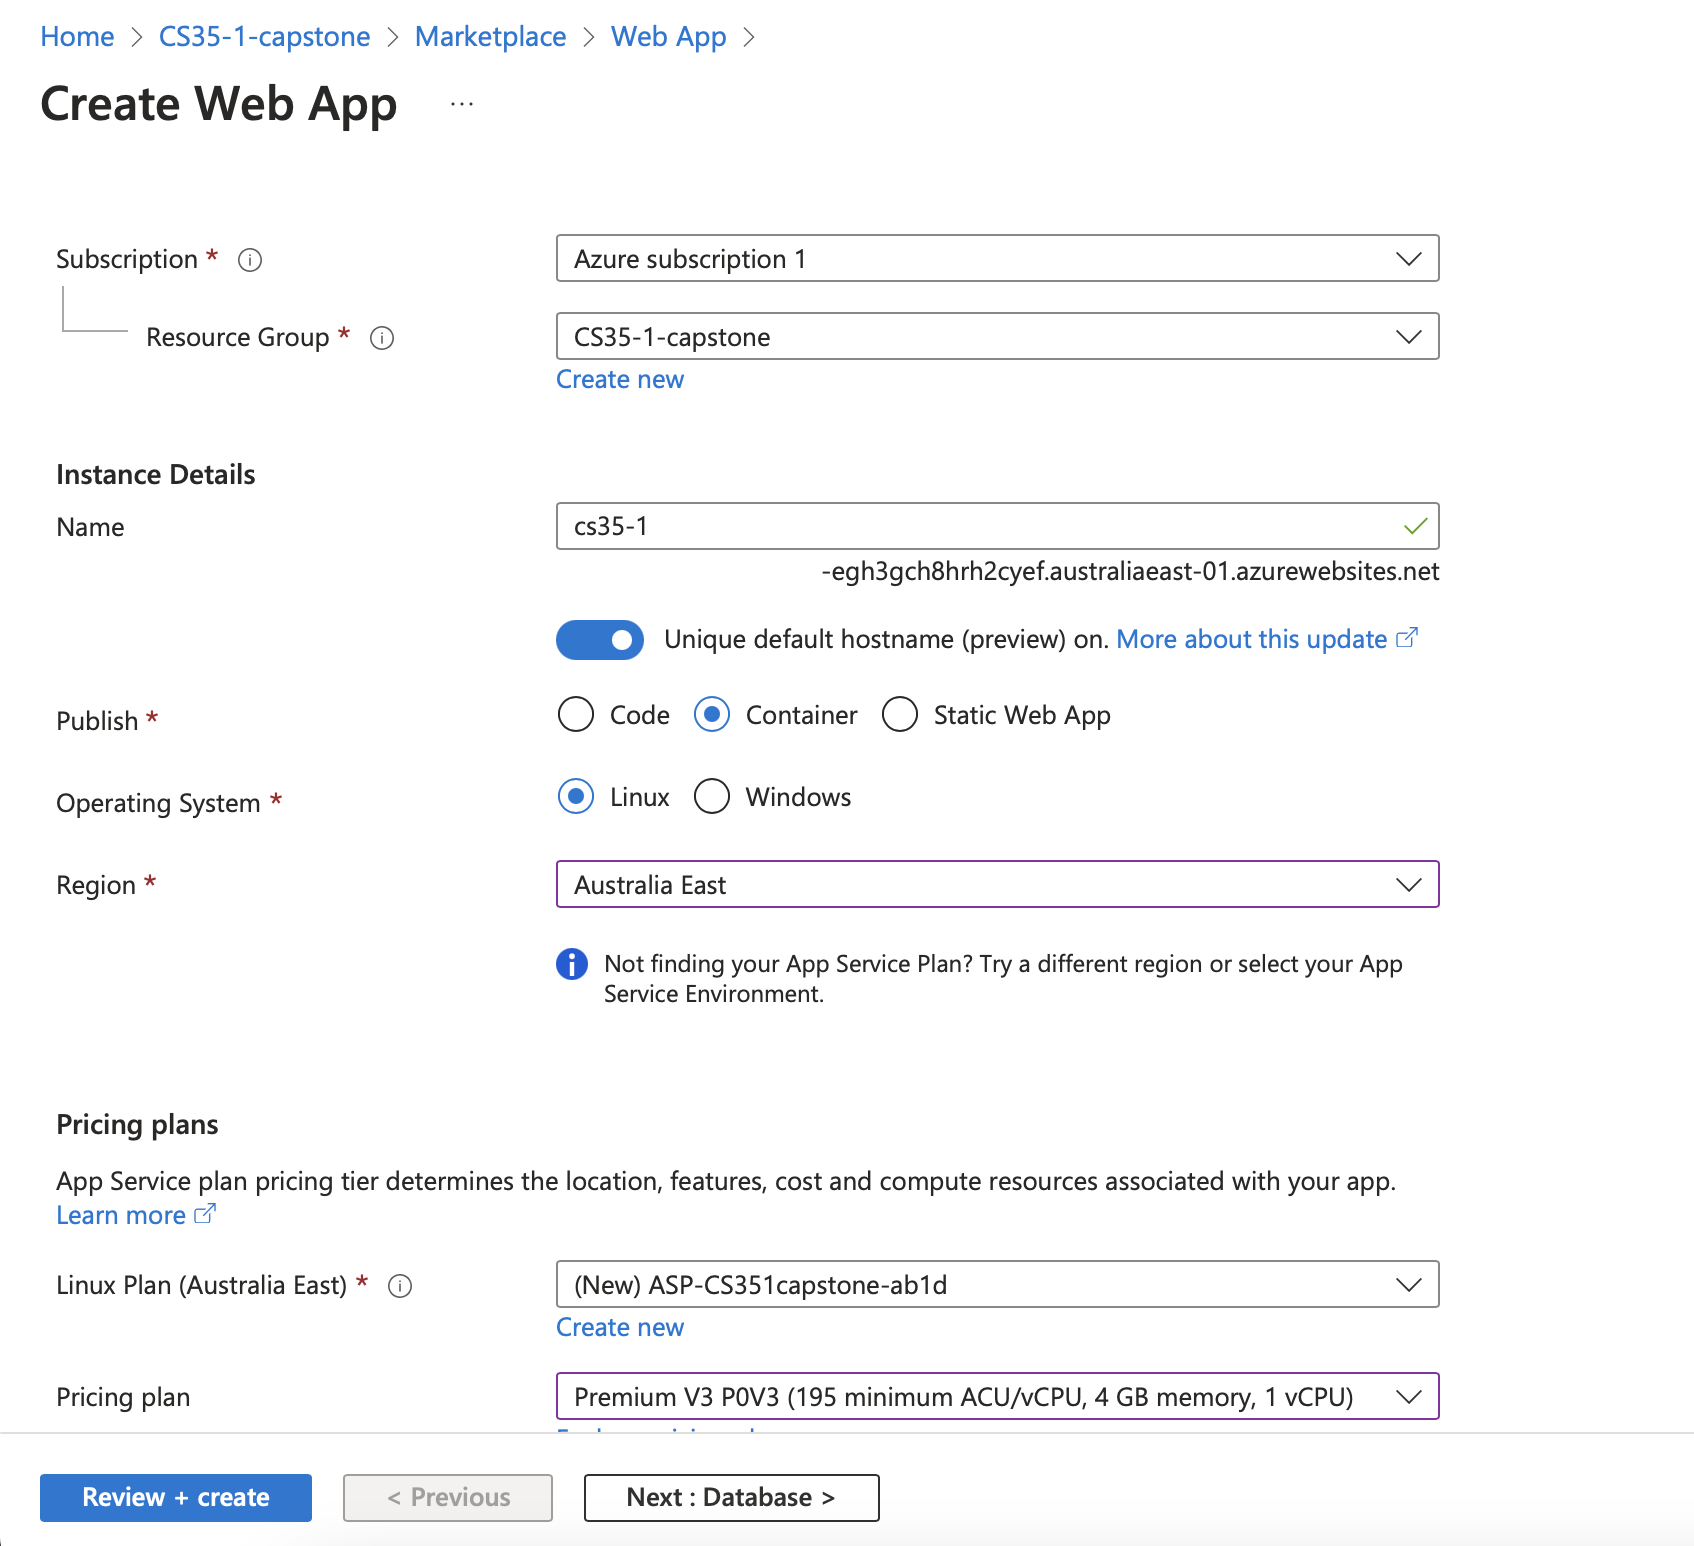 Home > CS35-1-capstone > Marketplace > Web App >
Create Web App ...
Subscription * Azure subscription 1
Resource Group * CS35-1-capstone
Create new
Instance Details
Name cs35-1
-egh3gch8hrh2cyef.australiaeast-01.azurewebsites.net
Unique default hostname (preview) on. More about this update
Publish * Code Container Static Web App
Operating System * Linux Windows
Region * Australia East
Not finding your App Service Plan? Try a different region or select your App
Service Environment.
Pricing plans
App Service plan pricing tier determines the location, features, cost and compute resources associated with your app.
Learn more
Linux Plan (Australia East) * (New) ASP-CS351capstone-ab1d
Create new
Pricing plan Premium V3 P0V3 (195 minimum ACU/vCPU, 4 GB memory, 1 vCPU)
Review + create < Previous Next : Database >